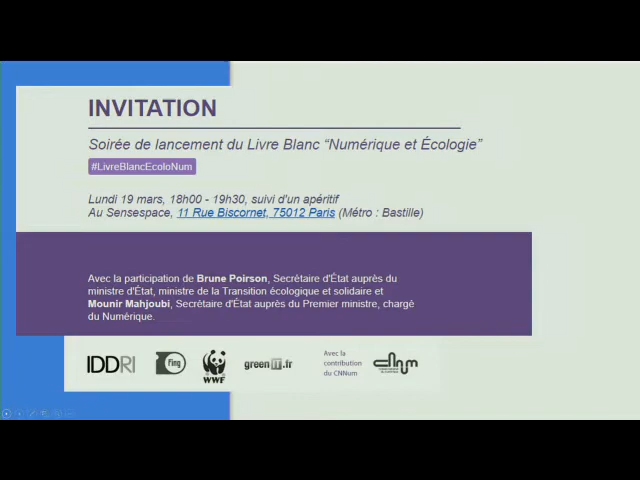 INVITATION
Soirée de lancement du Livre Blanc “Numérique et Écologie”
#LivreBlancEcoloNum
Lundi 19 mars, 18h00 - 19h30, suivi d'un apéritif
Au Sensespace, 11 Rue Biscornet, 75012 Paris (Métro : Bastille)
Avec la participation de Brune Poirson, Secrétaire d'État auprès du
ministre d'État, ministre de la Transition écologique et solidaire et
Mounir Mahjoubi, Secrétaire d'État auprès du Premier ministre, chargé
du Numérique.
IDDRI Fing WWF greenIT.fr
Avec la
contribution
du CNNum
cnnum